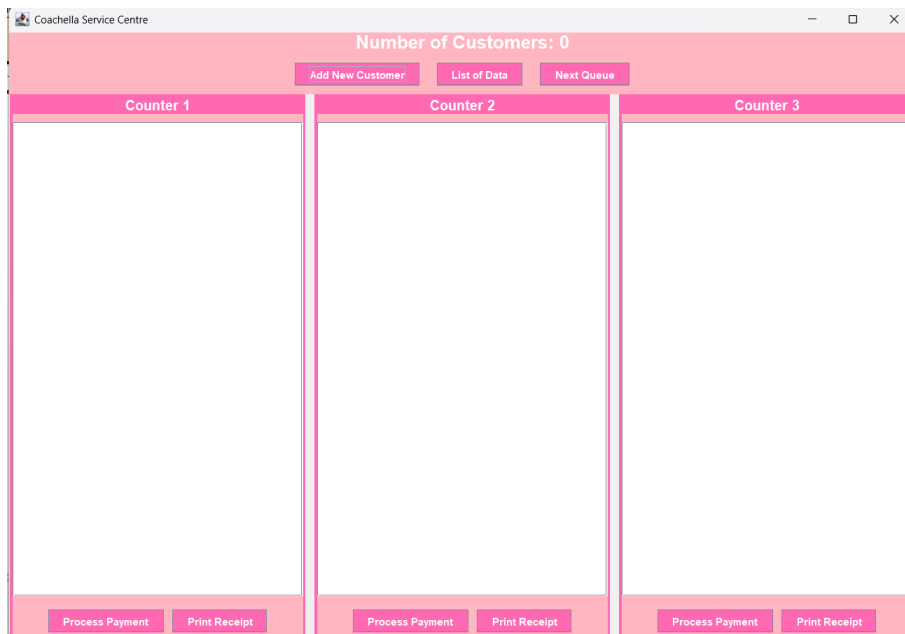 Coachella Service Centre
Number of Customers: 0
Add New Customer List of Data Next Queue
Counter 1 Counter 2 Counter 3
Process Payment Print Receipt Process Payment Print Receipt Process Payment Print Receipt